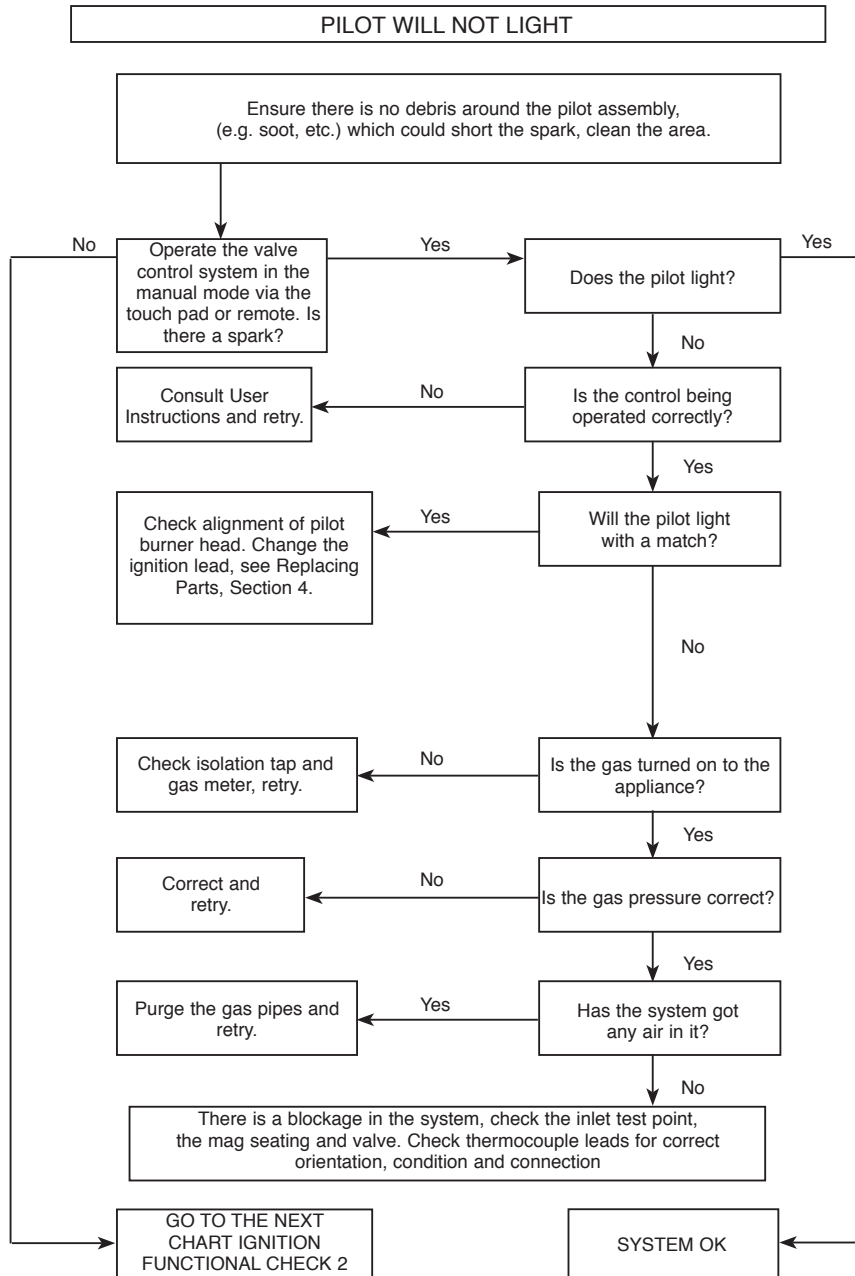 PILOT WILL NOT LIGHT
Ensure there is no debris around the pilot assembly,
(e.g. soot, etc.) which could short the spark, clean the area.
No
Operate the valve
control system in the
manual mode via the
touch pad or remote. Is
there a spark?
Yes
Does the pilot light?
Yes
No
Consult User
Instructions and retry.
No
Is the control being
operated correctly?
Yes
Check alignment of pilot
burner head. Change the
ignition lead, see Replacing
Parts, Section 4.
Yes
Will the pilot light
with a match?
No
Check isolation tap and
gas meter, retry.
No
Is the gas turned on to the
appliance?
Yes
Correct and
retry.
No
Is the gas pressure correct?
Yes
Purge the gas pipes and
retry.
Yes
Has the system got
any air in it?
No
There is a blockage in the system, check the inlet test point,
the mag seating and valve. Check thermocouple leads for correct
orientation, condition and connection
GO TO THE NEXT
CHART IGNITION
FUNCTIONAL CHECK 2
SYSTEM OK